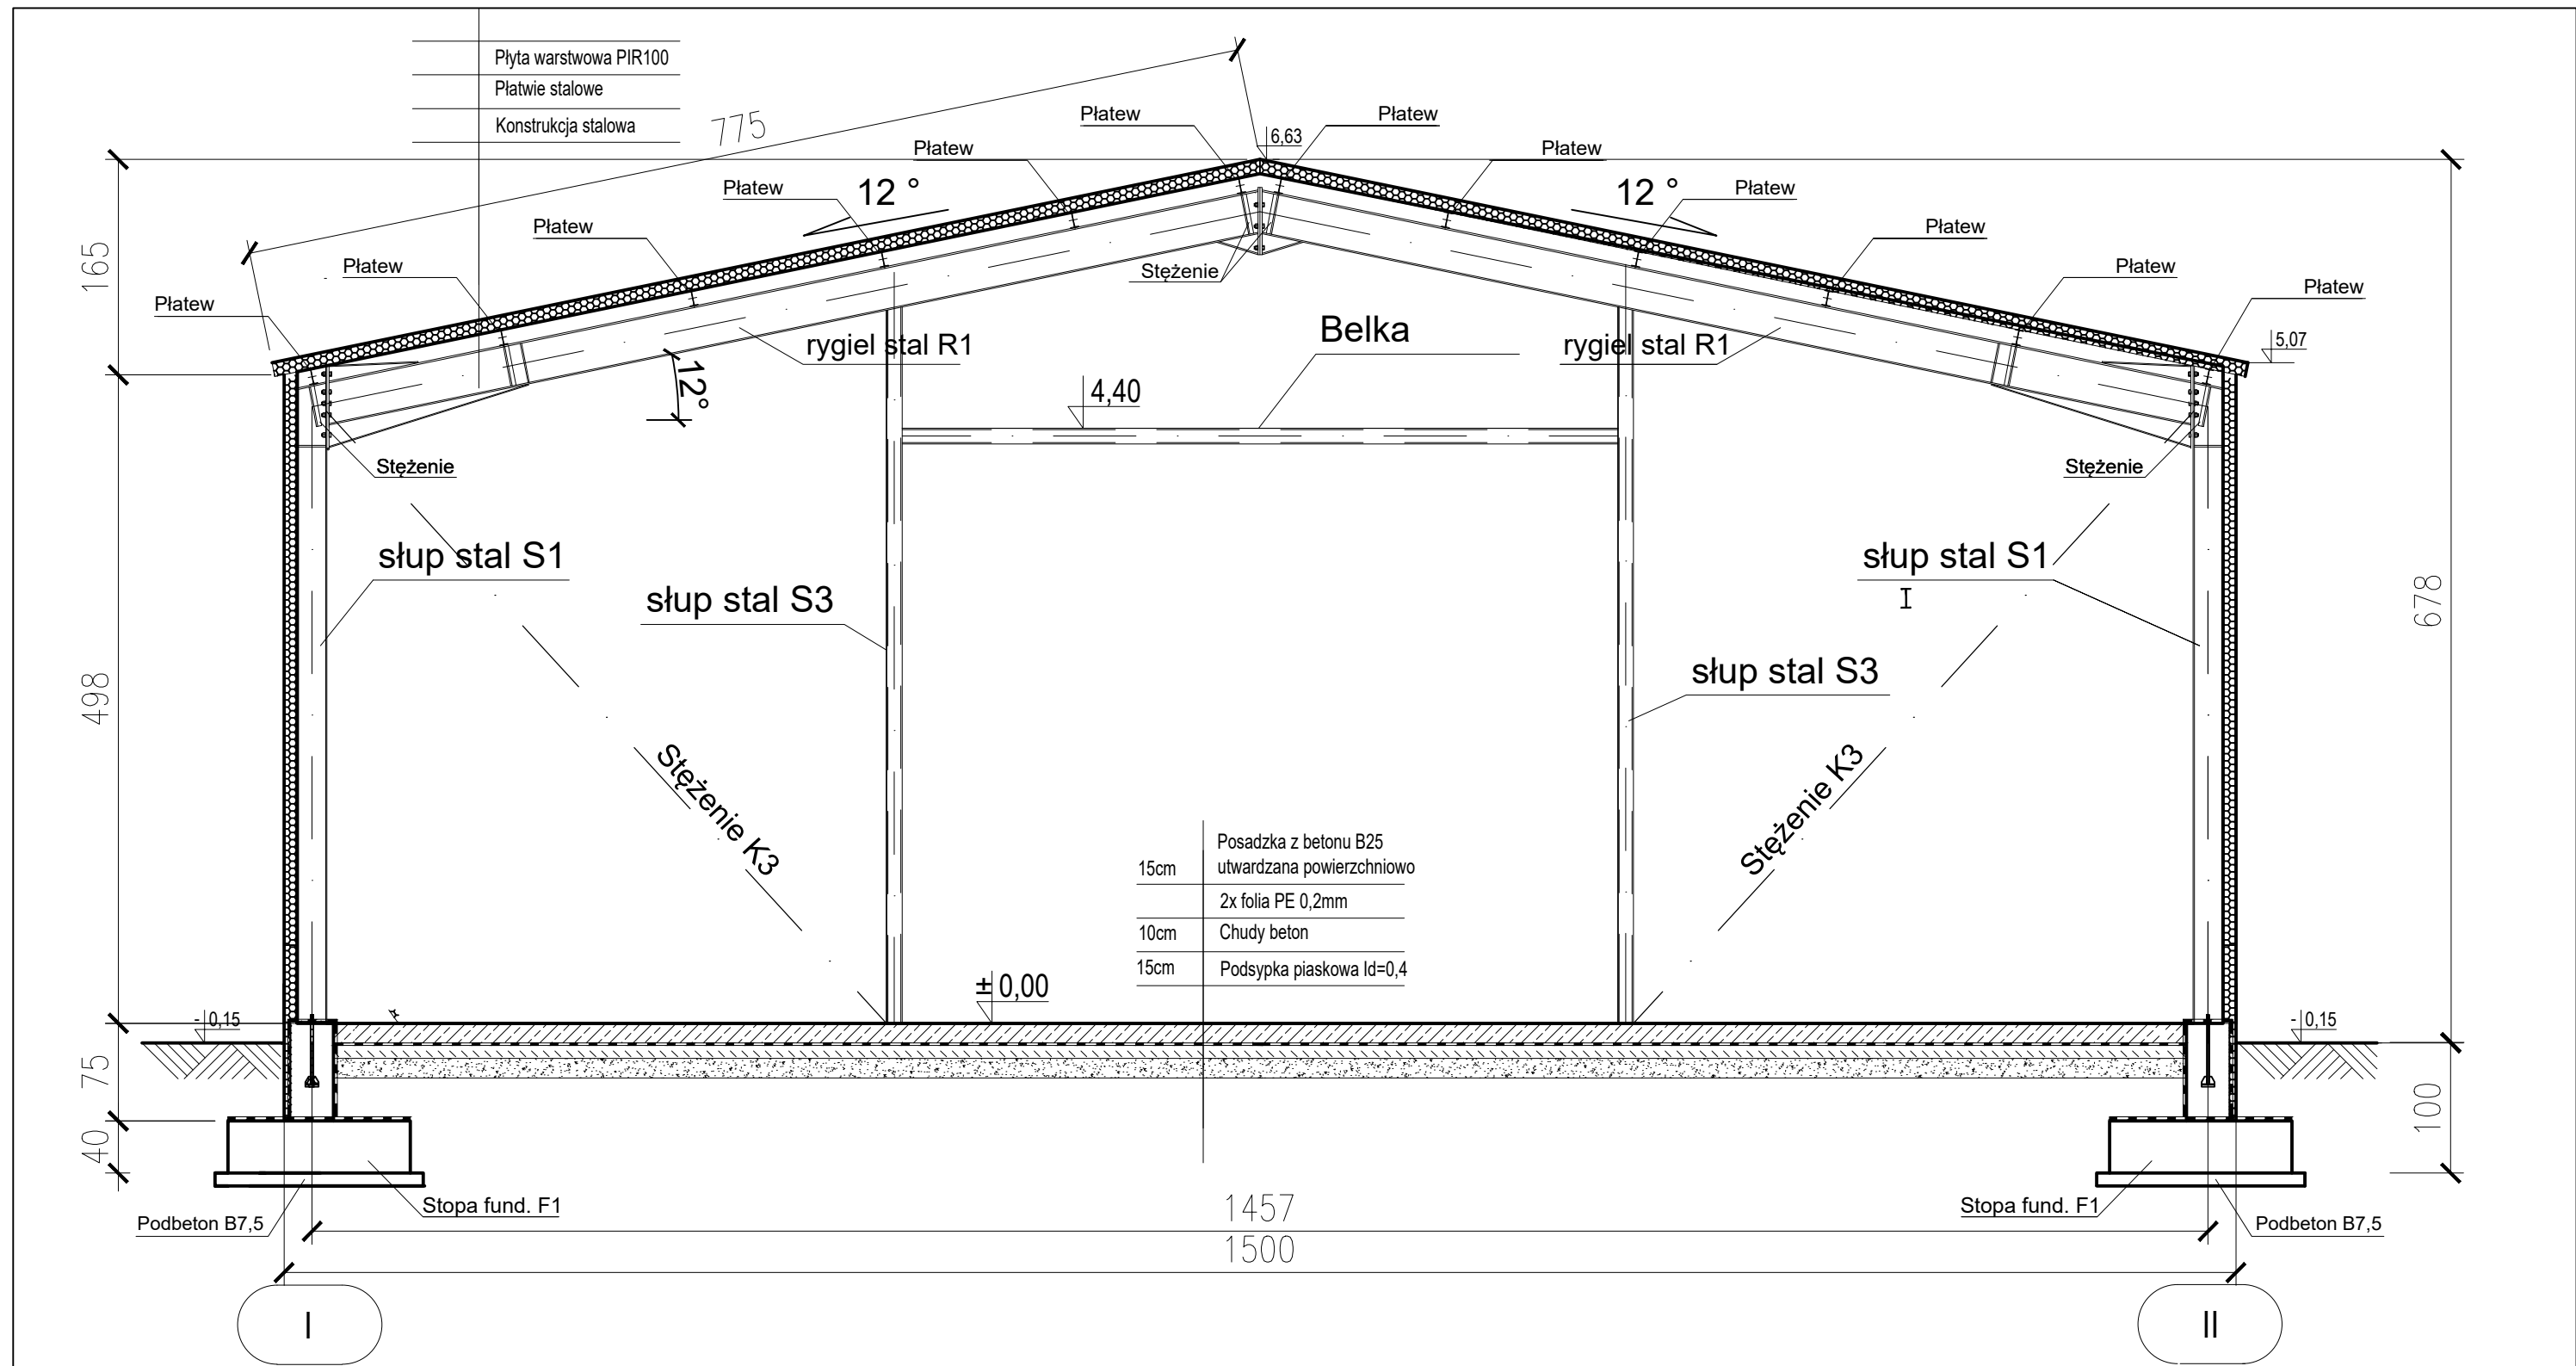 Płyta warstwowa PIR100
Płatwie stalowe
Konstrukcja stalowa
775
Płatew
Płatew
6,63
Płatew
Płatew
Płatew
12 °
12 °
Płatew
Płatew
Płatew
165
Płatew
Stężenie
Płatew
Płatew
Płatew
rygiel stal R1
Belka
rygiel stal R1
5,07
12°
4,40
Stężenie
Stężenie
słup stal S1
słup stal S3
słup stal S1
I
678
498
słup stal S3
Stężenie K3
Stężenie K3
Posadzka z betonu B25
15cm utwardzana powierzchniowo
2x folia PE 0,2mm
10cm Chudy beton
15cm Podsypka piaskowa Id=0,4
± 0,00
- 0,15
- 0,15
75
100
40
Stopa fund. F1
Podbeton B7,5
1457
1500
Stopa fund. F1
Podbeton B7,5
I
II